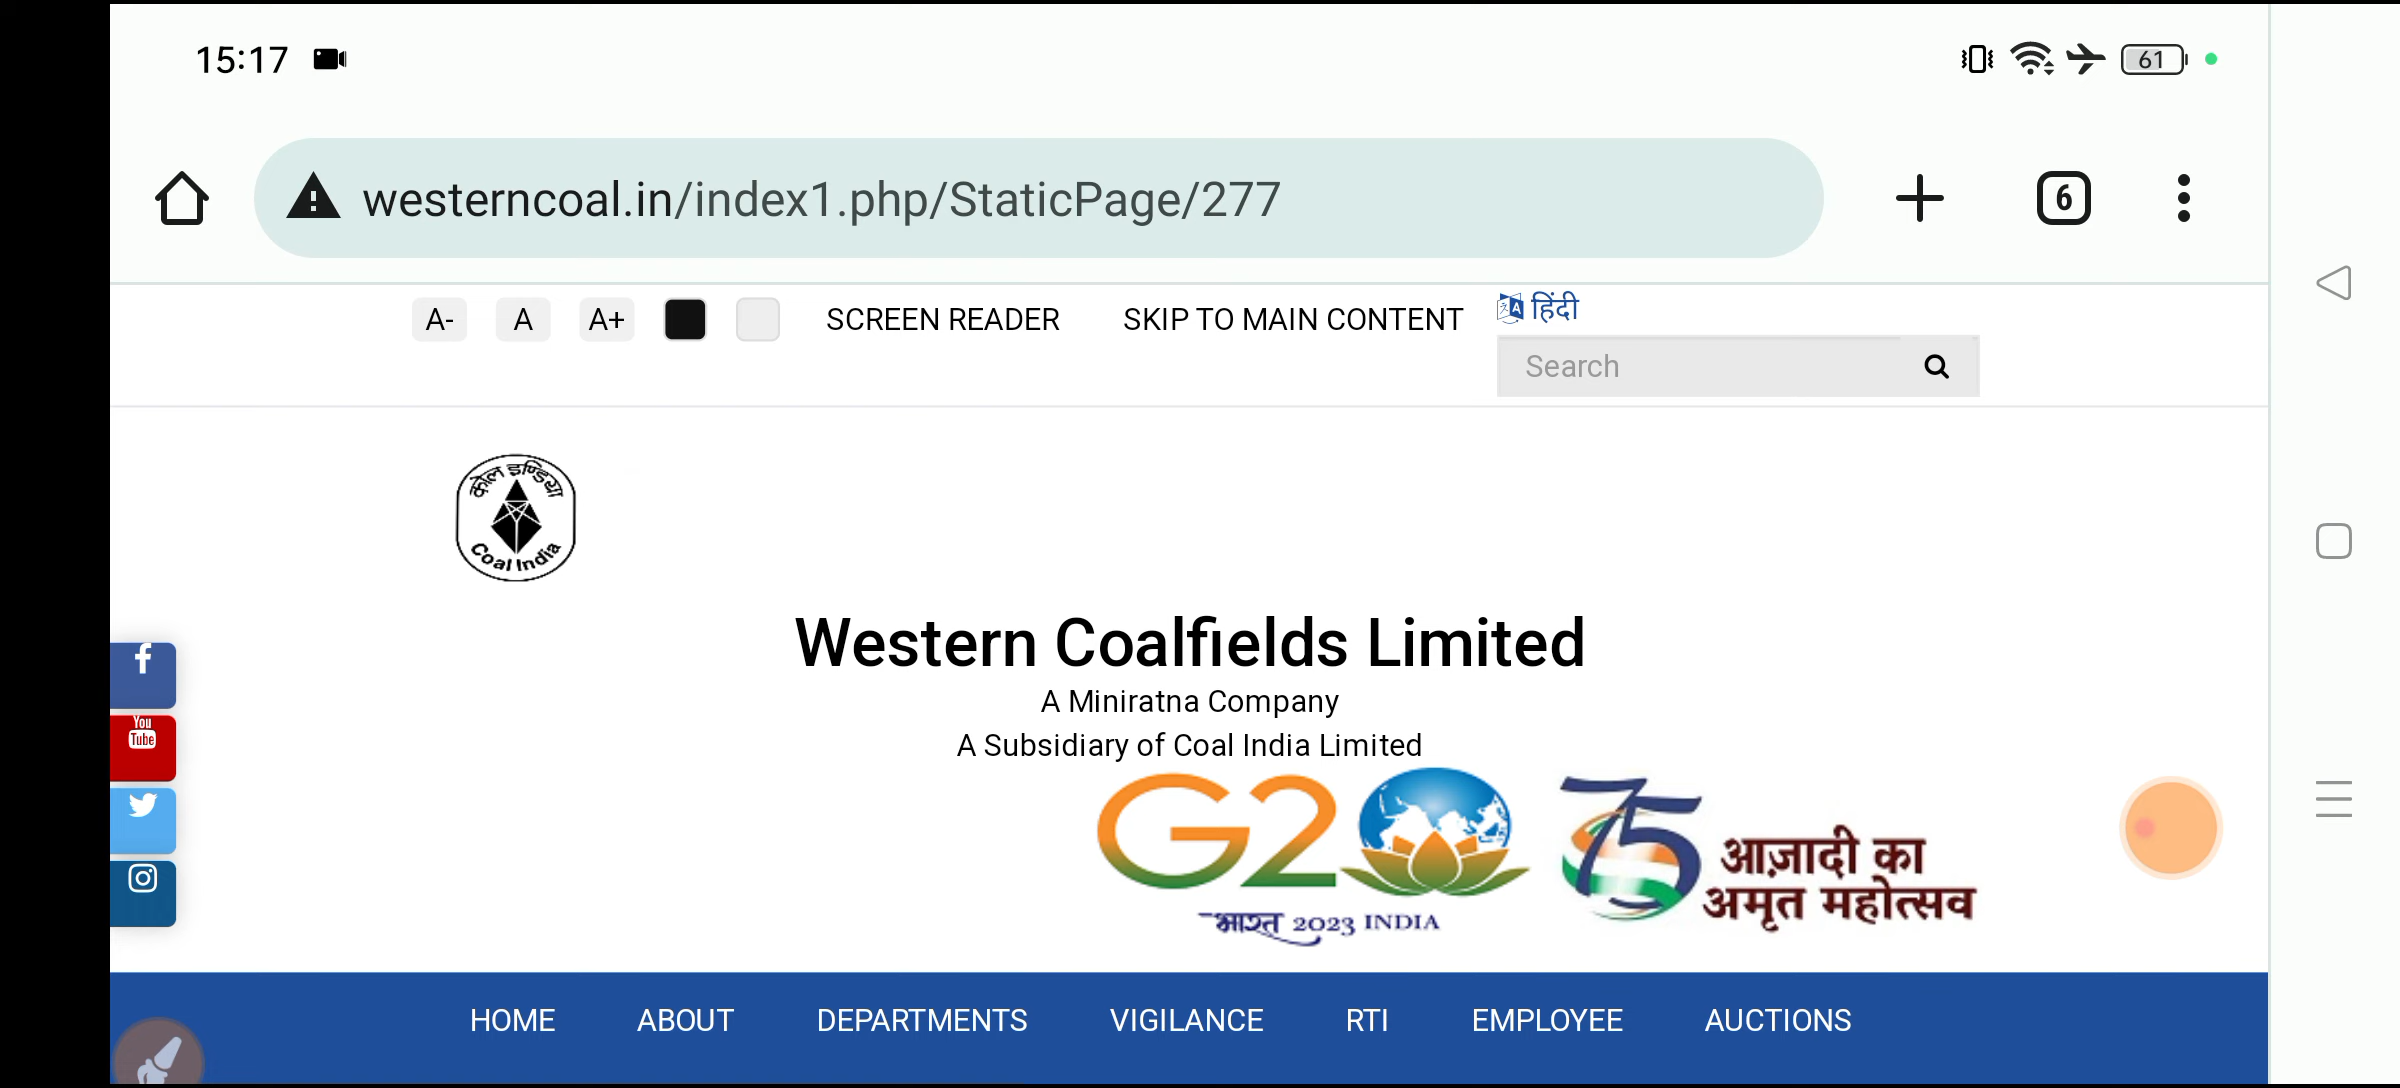 15:17
61
westerncoal.in/index1.php/StaticPage/277
6
A- A A+ SCREEN READER SKIP TO MAIN CONTENT हिंदी
Search
कोल इण्डिया
Coal India
Western Coalfields Limited
A Miniratna Company
A Subsidiary of Coal India Limited
You
Tube
G20
भारत 2023 INDIA
75
आज़ादी का
अमृत महोत्सव
HOME ABOUT DEPARTMENTS VIGILANCE RTI EMPLOYEE AUCTIONS